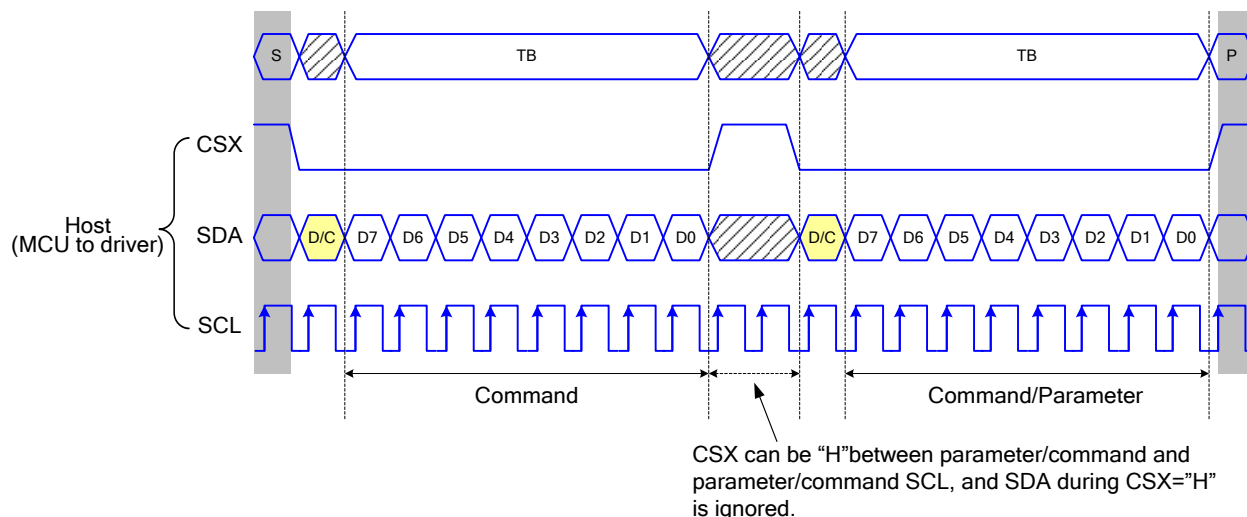 S TB TB P
CSX
Host
(MCU to driver)
SDA D/C D7 D6 D5 D4 D3 D2 D1 D0 D/C D7 D6 D5 D4 D3 D2 D1 D0
SCL
Command Command/Parameter
CSX can be “H”between parameter/command and
parameter/command SCL, and SDA during CSX=”H”
is ignored.